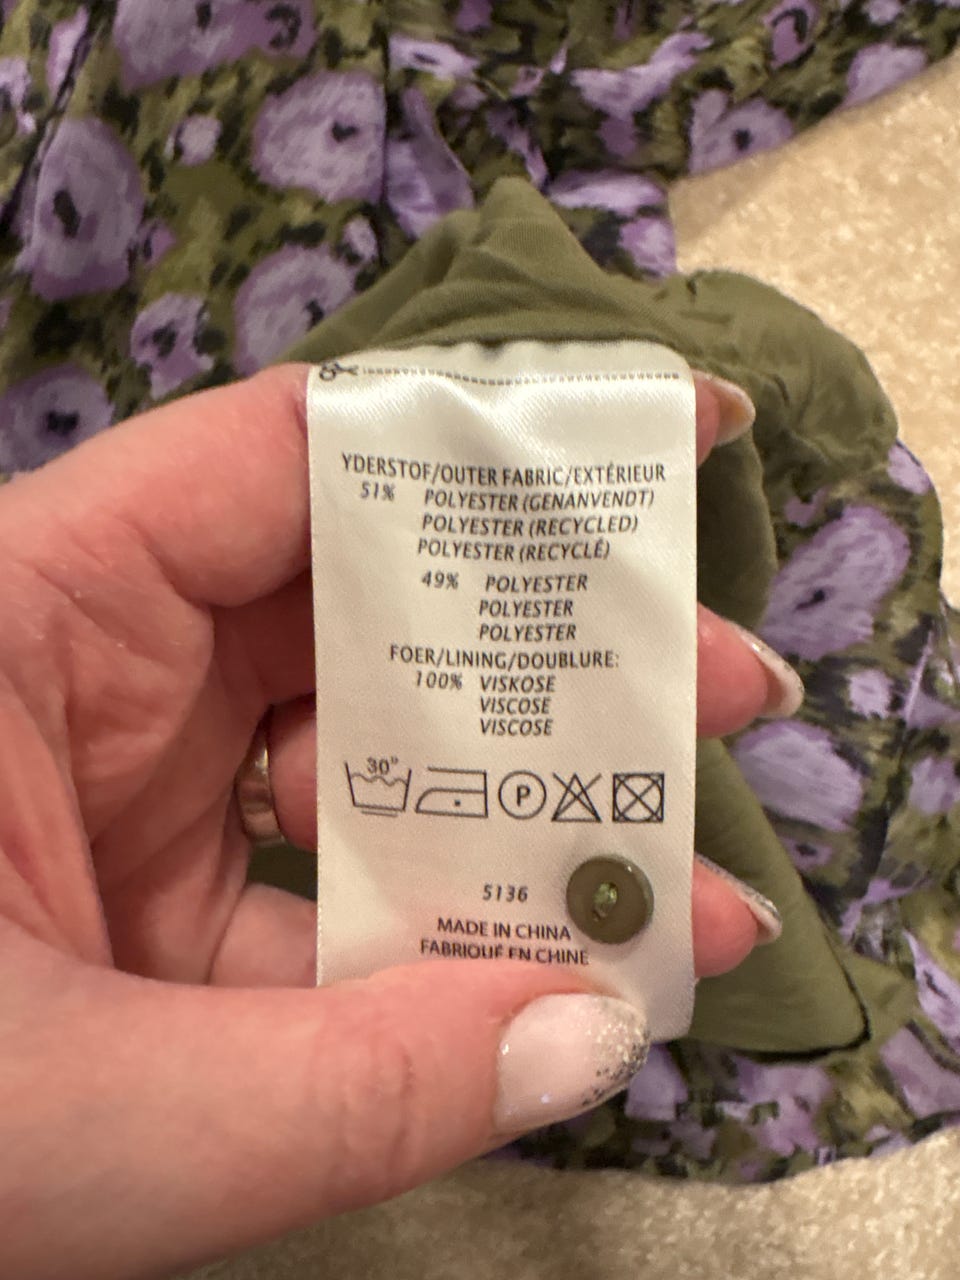 YDERSTOF/OUTER FABRIC/EXTÉRIEUR
51% POLYESTER (GENANVENDT)
POLYESTER (RECYCLED)
POLYESTER (RECYCLÉ)
49% POLYESTER
POLYESTER
POLYESTER
FOER/LINING/DOUBLURE:
100% VISKOSE
VISCOSE
VISCOSE
30°
P
5136
MADE IN CHINA
FABRIQUÉ EN CHINE